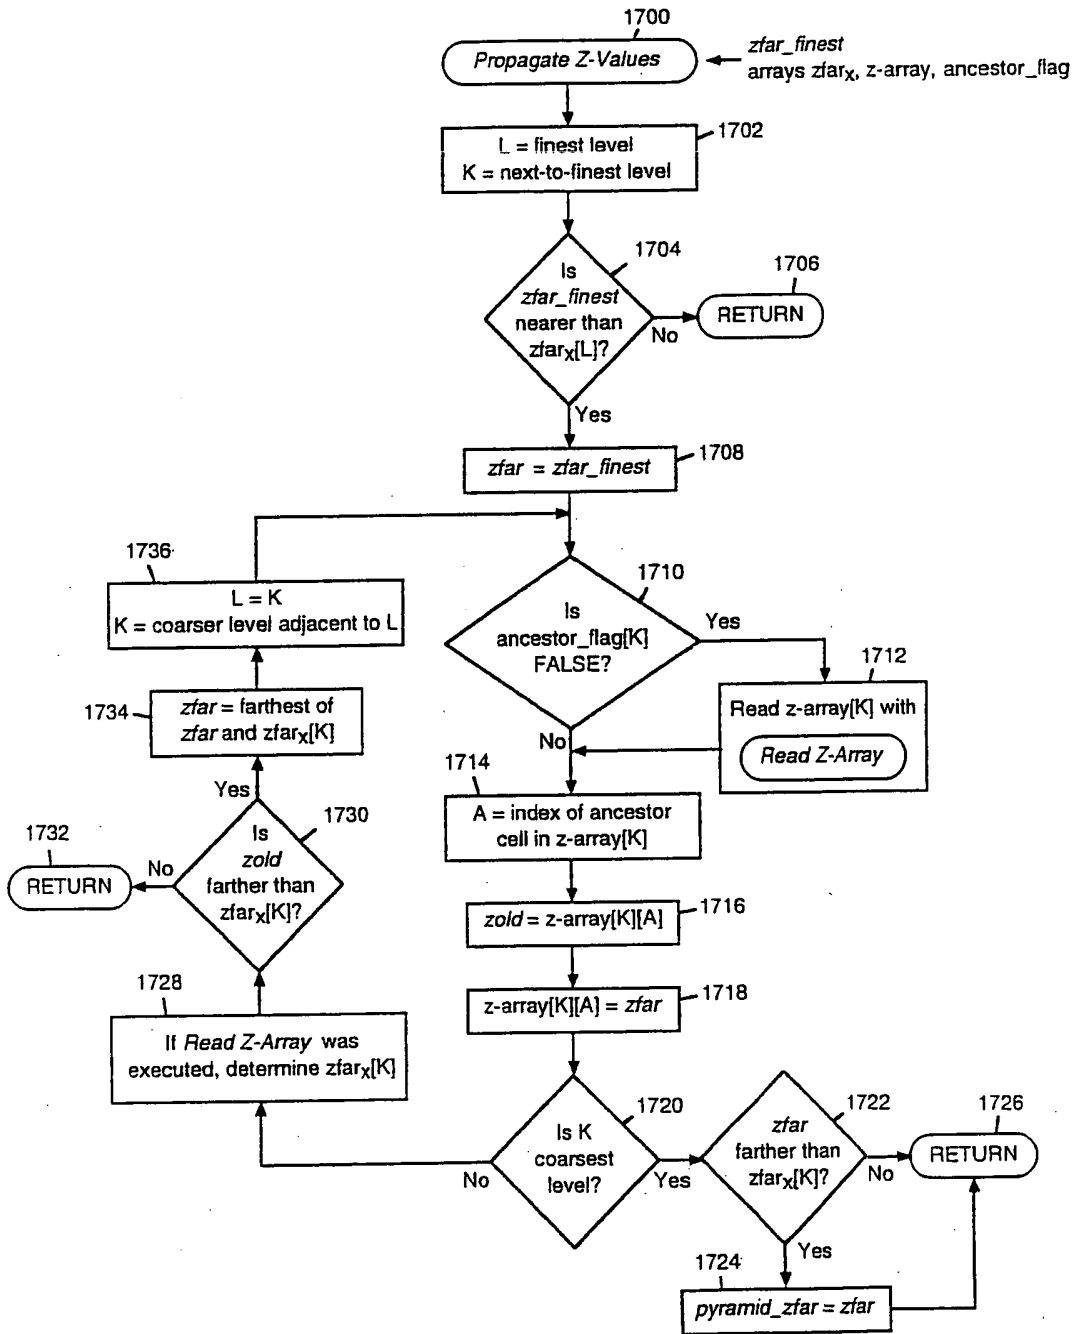 1700
Propagate Z-Values
zfar_finest
arrays zfarx, z-array, ancestor_flag
1702
L = finest level
K = next-to-finest level
1704
Is
zfar_finest
nearer than
zfarx[L]?
No
1706
RETURN
Yes
zfar = zfar_finest
1708
1736
L = K
K = coarser level adjacent to L
1710
Is
ancestor_flag[K]
FALSE?
Yes
1712
Read z-array[K] with
Read Z-Array
No
1734
zfar = farthest of
zfar and zfarx[K]
Yes
1714
A = index of ancestor
cell in z-array[K]
1730
Is
zold
farther than
zfarx[K]?
No
1732
RETURN
zold = z-array[K][A]
1716
z-array[K][A] = zfar
1718
1728
If Read Z-Array was
executed, determine zfarx[K]
1720
Is K
coarsest
level?
No
Yes
1722
zfar
farther than
zfarx[K]?
No
1726
RETURN
Yes
1724
pyramid_zfar = zfar